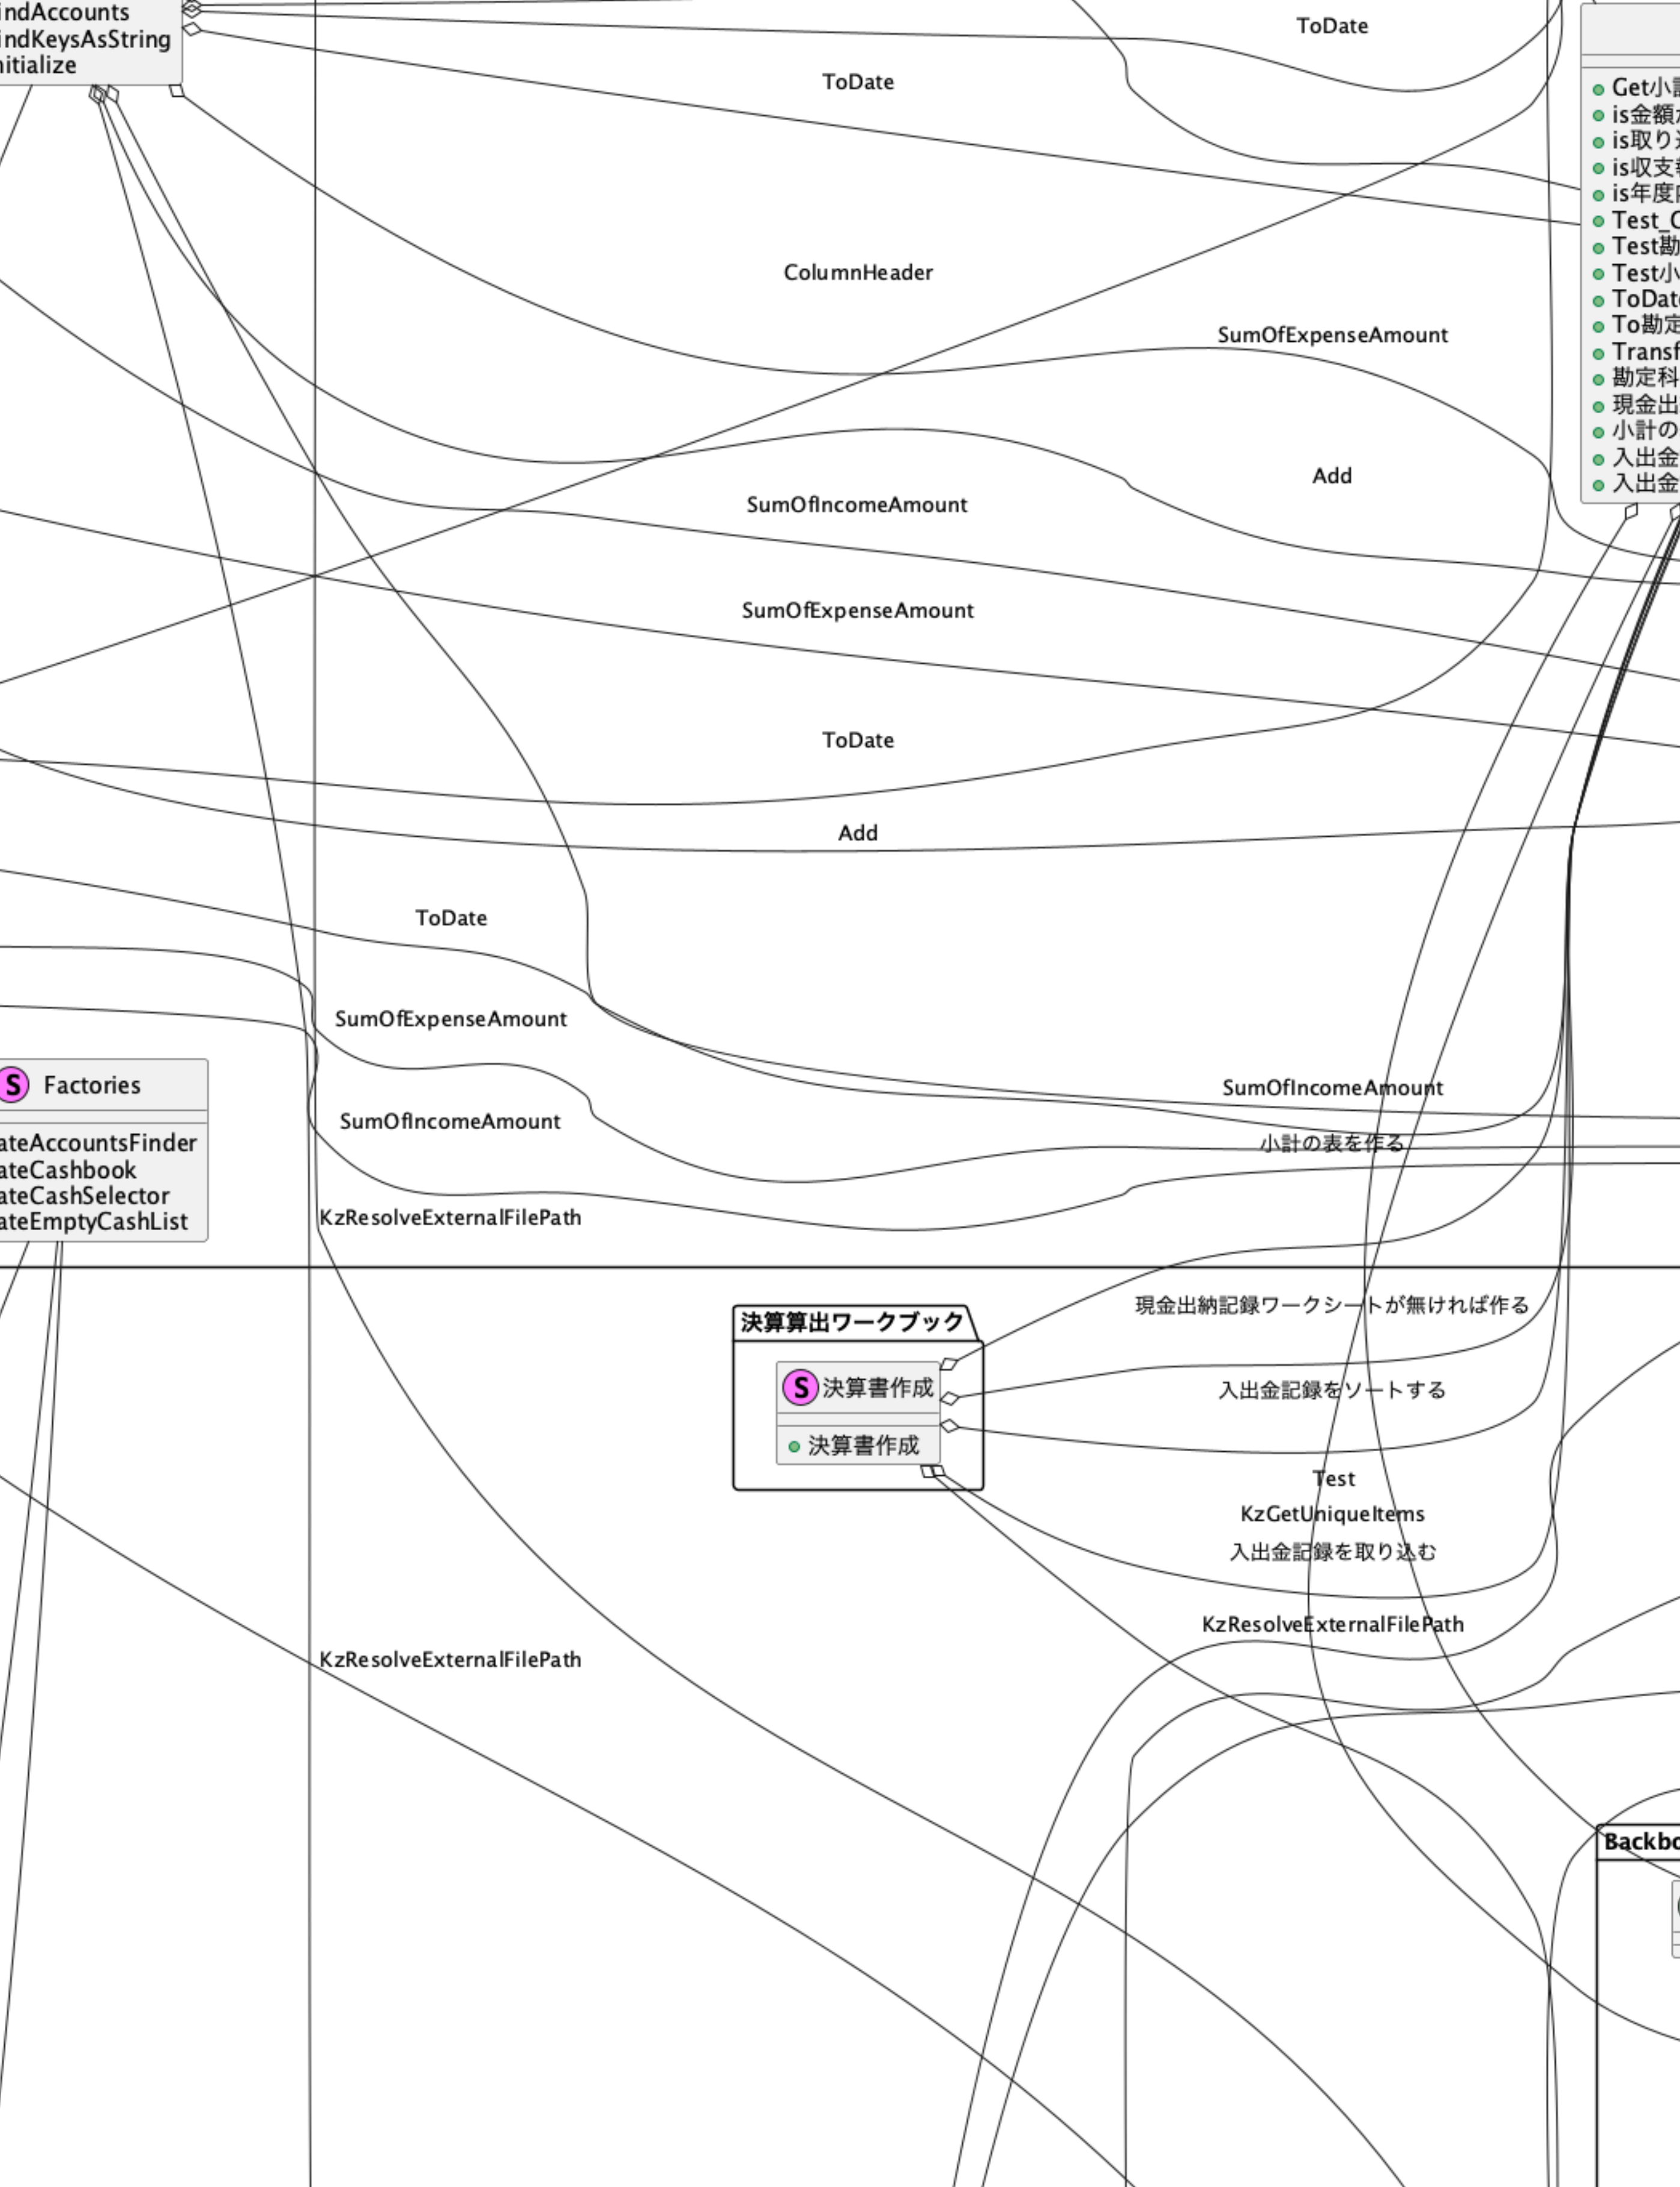 indAccounts
indKeysAsString
nitialize
ToDate
ToDate
Get小計
is金額
is取り
is収支
is年度
Test_C
Test勘
Test小
ToDate
To勘定
Transf
勘定科
現金出
小計の
入出金
入出金
ColumnHeader
SumOfExpenseAmount
Add
SumOfIncomeAmount
SumOfExpenseAmount
ToDate
Add
ToDate
SumOfExpenseAmount
S Factories
ateAccountsFinder
ateCashbook
ateCashSelector
ateEmptyCashList
SumOfIncomeAmount
小計の表を作る
SumOfIncomeAmount
KzResolveExternalFilePath
現金出納記録ワークシートが無ければ作る
決算算出ワークブック
S 決算書作成
決算書作成
入出金記録をソートする
Test
KzGetUniqueItems
入出金記録を取り込む
KzResolveExternalFilePath
KzResolveExternalFilePath
Backbo